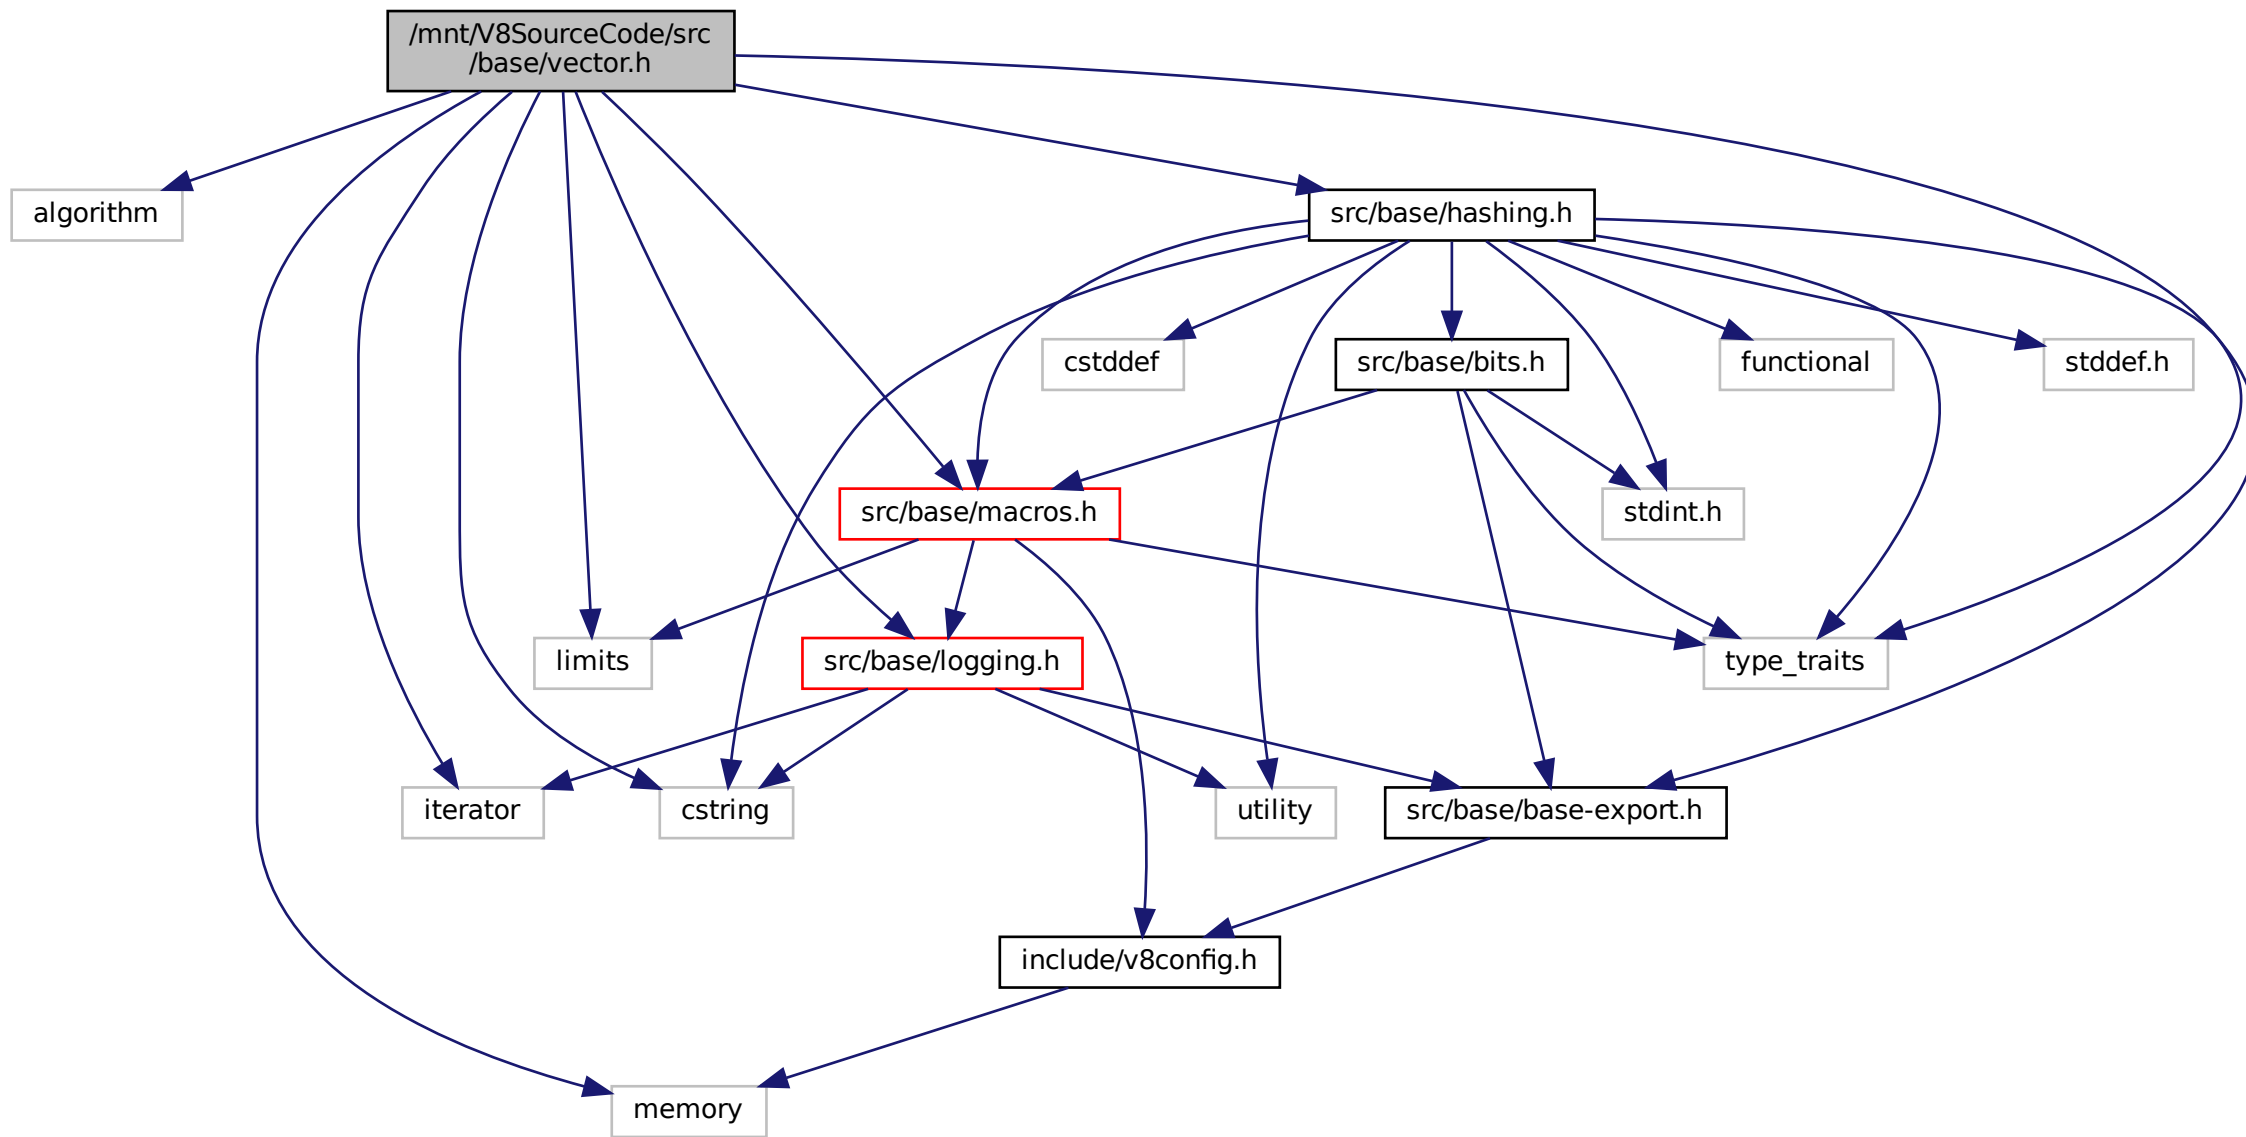 /mnt/V8SourceCode/src
/base/vector.h
algorithm
src/base/hashing.h
cstddef
src/base/bits.h
functional
stddef.h
src/base/macros.h
stdint.h
limits
src/base/logging.h
type_traits
iterator
cstring
utility
src/base/base-export.h
include/v8config.h
memory